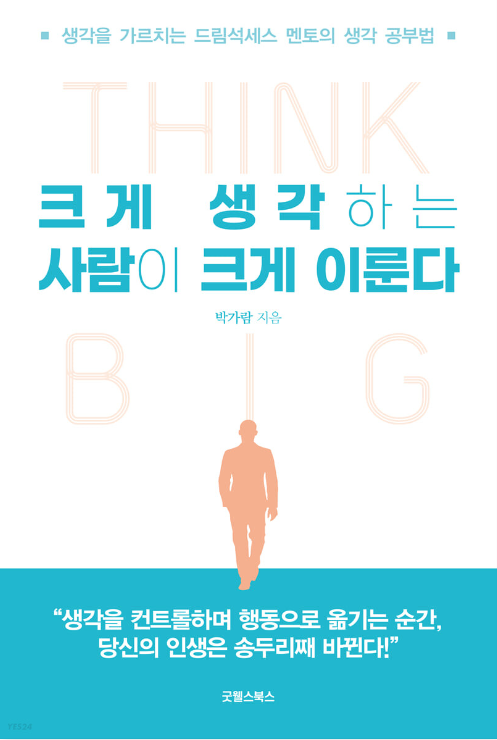 생각을 가르치는 드림석세스 멘토의 생각 공부법
THINK
크게 생각하는
사람이 크게 이룬다
박가람 지음
BIG
“생각을 컨트롤하며 행동으로 옮기는 순간,
당신의 인생은 송두리째 바뀐다!”
굿웰스북스
YES24